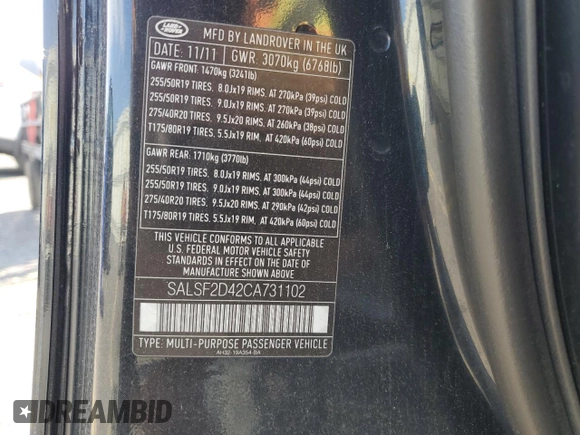 LAND ROVER
MFD BY LANDROVER IN THE UK
DATE: 11/11 GWR. 3070kg (6768lb)
GAWR FRONT: 1470kg (3241lb)
255/50R19 TIRES. 8.0Jx19 RIMS. AT 270kPa (39psi) COLD
255/50R19 TIRES. 9.0Jx19 RIMS. AT 270kPa (39psi) COLD
275/40R20 TIRES. 9.5Jx20 RIMS. AT 260kPa (38psi) COLD
T175/80R19 TIRES. 5.5Jx19 RIM, AT 420kPa (60psi) COLD
GAWR REAR: 1710kg (3770lb)
255/50R19 TIRES. 8.0Jx19 RIMS. AT 300kPa (44psi) COLD
255/50R19 TIRES. 9.0Jx19 RIMS. AT 300kPa (44psi) COLD
275/40R20 TIRES. 9.5Jx20 RIMS. AT 290kPa (42psi) COLD
T175/80R19 TIRES. 5.5Jx19 RIM, AT 420kPa (60psi) COLD
THIS VEHICLE CONFORMS TO ALL APPLICABLE
U.S. FEDERAL MOTOR VEHICLE SAFETY
STANDARDS IN EFFECT ON THE DATE OF
MANUFACTURE SHOWN ABOVE.
SALSF2D42CA731102
TYPE: MULTI-PURPOSE PASSENGER VEHICLE
AH32-19A354-BA
DREAMBID